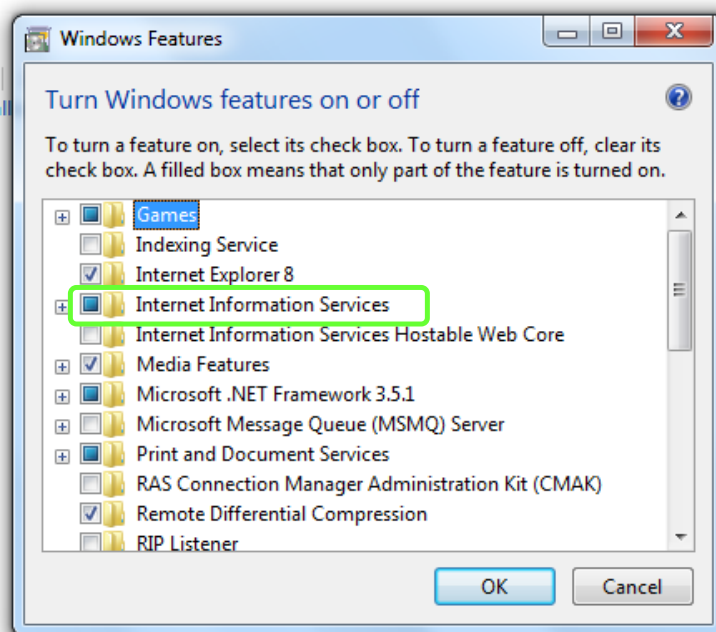 Windows Features
Turn Windows features on or off
To turn a feature on, select its check box. To turn a feature off, clear its
check box. A filled box means that only part of the feature is turned on.
Games
Indexing Service
Internet Explorer 8
Internet Information Services
Internet Information Services Hostable Web Core
Media Features
Microsoft .NET Framework 3.5.1
Microsoft Message Queue (MSMQ) Server
Print and Document Services
RAS Connection Manager Administration Kit (CMAK)
Remote Differential Compression
RIP Listener
OK Cancel